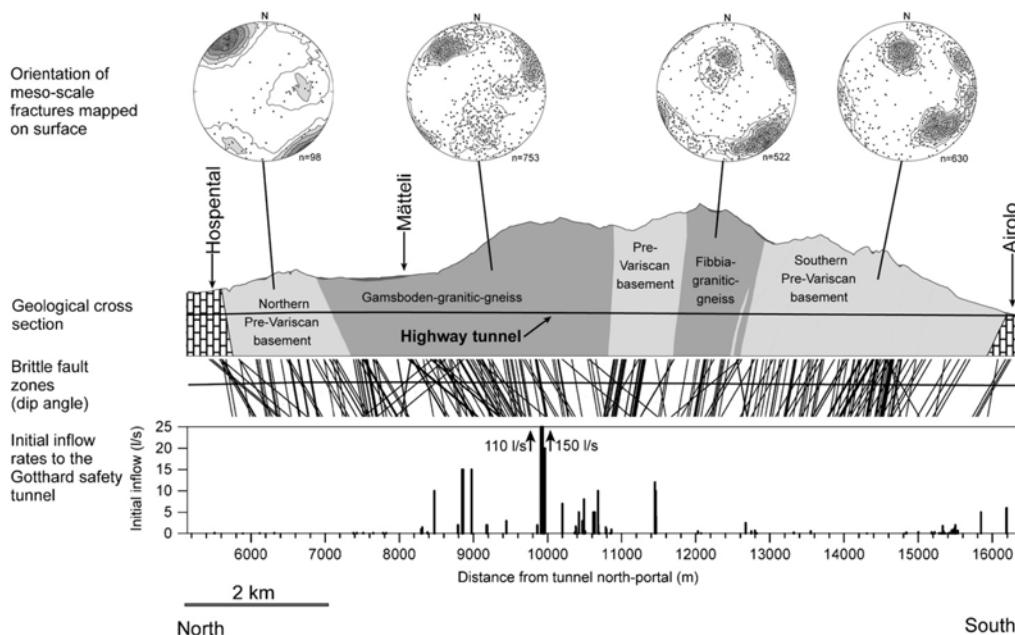 Orientation of
meso-scale
fractures mapped
on surface
N
n=98
n=753
N
n=522
N
n=630
Hospental
Mätteli
Airolo
Geological cross
section
Northern
Pre-Variscan
basement
Gamsboden-granitic-gneiss
Pre-
Variscan
basement
Fibbia-
granitic-
gneiss
Southern
Pre-Variscan
basement
Highway tunnel
Brittle fault
zones
(dip angle)
Initial inflow
rates to the
Gotthard safety
tunnel
Initial inflow (l/s)
25
20
15
10
5
0
110 l/s
150 l/s
6000 7000 8000 9000 10000 11000 12000 13000 14000 15000 16000
Distance from tunnel north-portal (m)
2 km
North
South